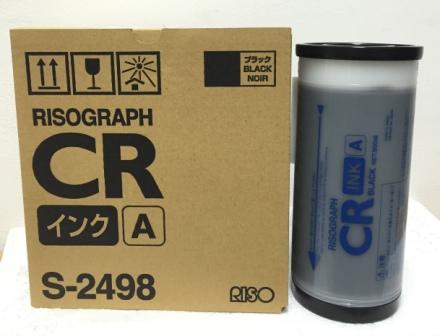 ブラック
BLACK
NOIR
RISOGRAPH
CR
インク A
S-2498
RISO
RISOGRAPH
CR INK A
BLACK